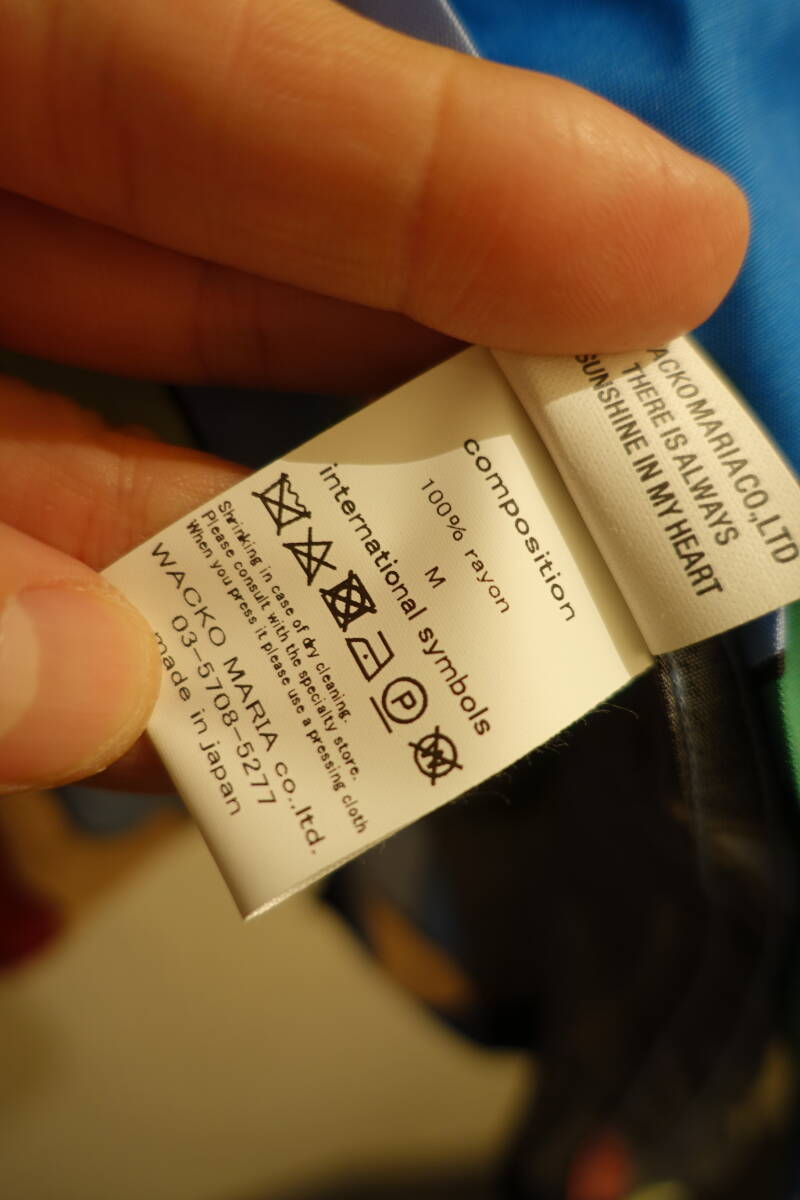 composition
100% rayon
M
international symbols
P
W
Shrinking in case of dry cleaning.
Please consult with the specialty store.
When you press it, please use a pressing cloth
WACKO MARIA co.,ltd.
03-5708-5277
made in japan
ACKOMARIA CO.,LTD
THERE IS ALWAYS
SUNSHINE IN MY HEART